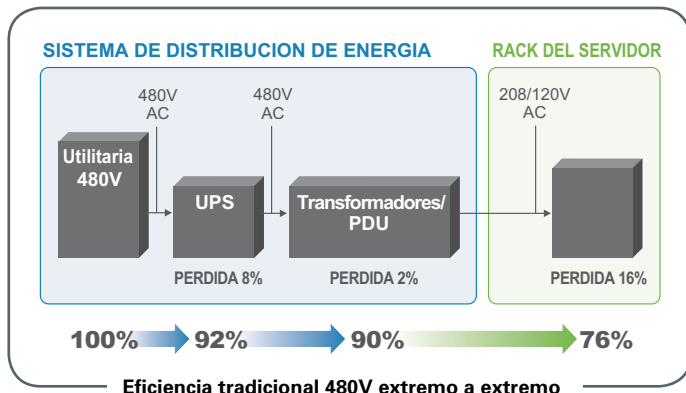 SISTEMA DE DISTRIBUCION DE ENERGIA
RACK DEL SERVIDOR
480V
AC
480V
AC
208/120V
AC
Utilitaria
480V
UPS
Transformadores/
PDU
PERDIDA 8%
PERDIDA 2%
PERDIDA 16%
100%
92%
90%
76%
Eficiencia tradicional 480V extremo a extremo